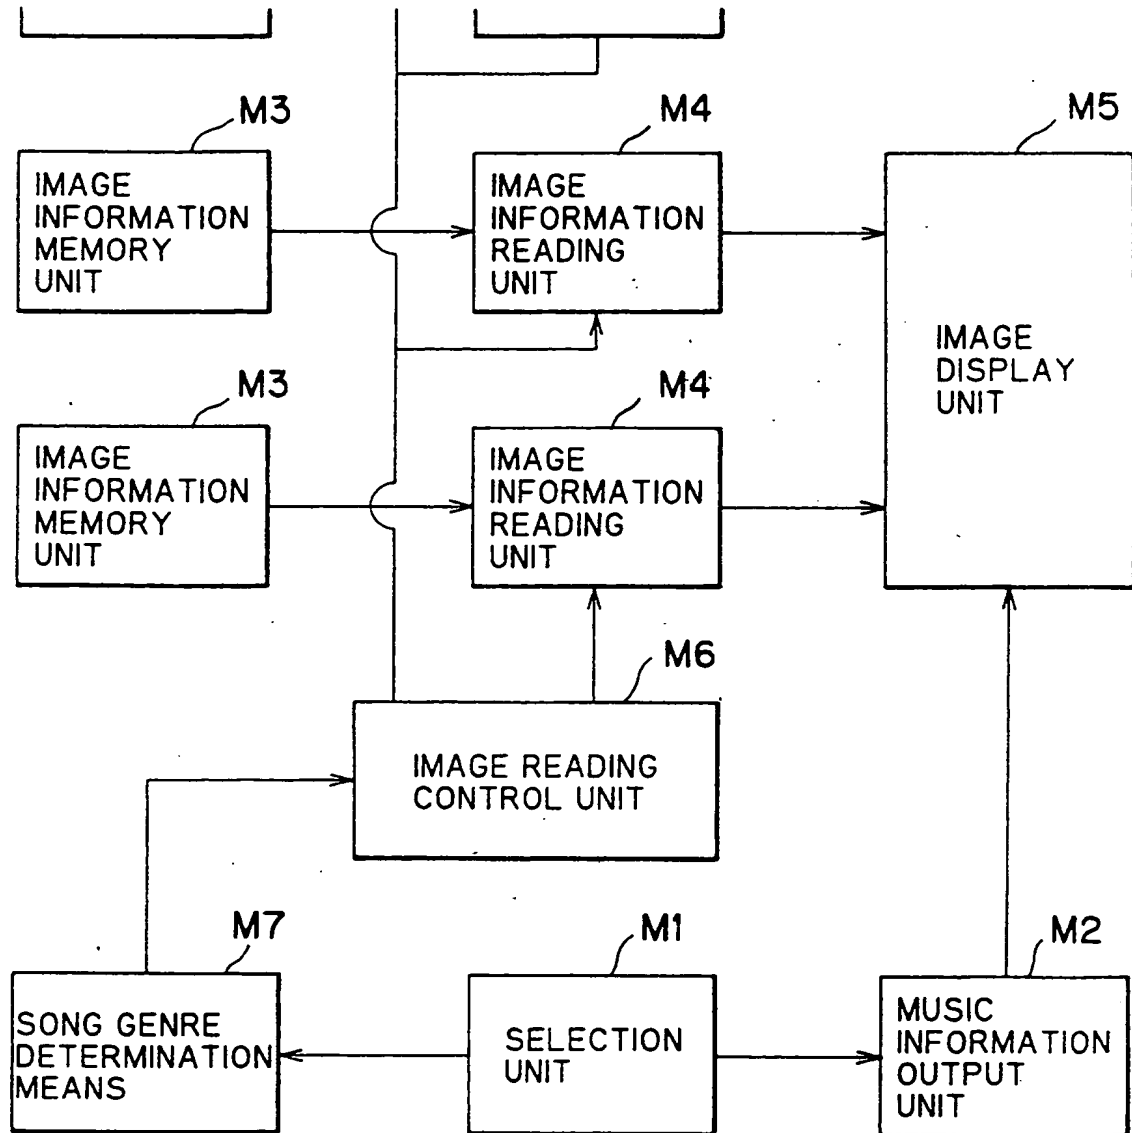 M3
M4
M5
IMAGE
INFORMATION
MEMORY
UNIT
IMAGE
INFORMATION
READING
UNIT
IMAGE
DISPLAY
UNIT
M3
M4
IMAGE
INFORMATION
MEMORY
UNIT
IMAGE
INFORMATION
READING
UNIT
M6
IMAGE READING
CONTROL UNIT
M7
M1
M2
SONG GENRE
DETERMINATION
MEANS
SELECTION
UNIT
MUSIC
INFORMATION
OUTPUT
UNIT